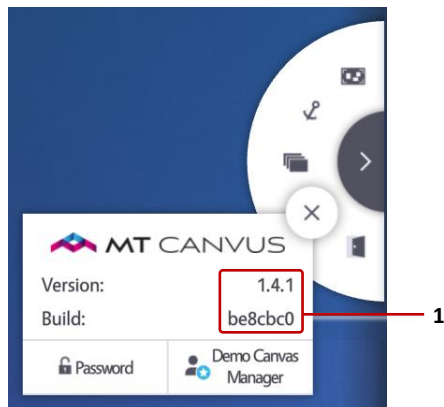 MT CANVUS
Version: 1.4.1
Build: be8cbc0
1
Password
Demo Canvas
Manager